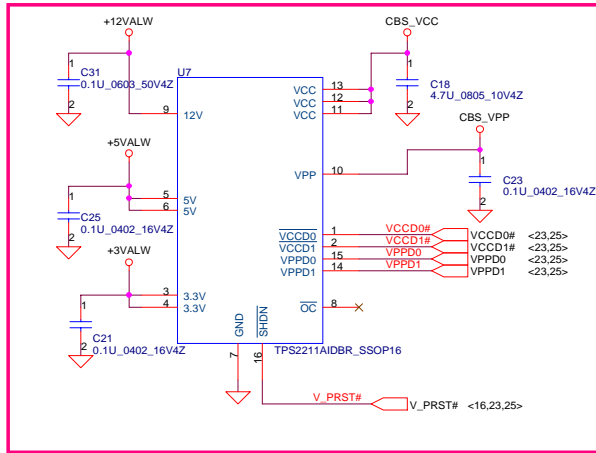 +12VALW
CBS_VCC
1
C31
0.1U_0603_50V4Z
2
U7
9
12V
VCC
13
VCC
12
VCC
11
1
C18
4.7U_0805_10V4Z
2
CBS_VPP
+5VALW
VPP
10
1
C23
0.1U_0402_16V4Z
2
1
C25
0.1U_0402_16V4Z
2
5
5V
6
5V
VCCD0
1
VCCD0#
VCCD0# <23,25>
VCCD1
2
VCCD1#
VCCD1# <23,25>
VPPD0
15
VPPD0
VPPD0 <23,25>
VPPD1
14
VPPD1
VPPD1 <23,25>
+3VALW
3
3.3V
4
3.3V
OC
8
1
C21
0.1U_0402_16V4Z
2
GND
SHDN
7
16
TPS2211AIDBR_SSOP16
V_PRST#
V_PRST# <16,23,25>